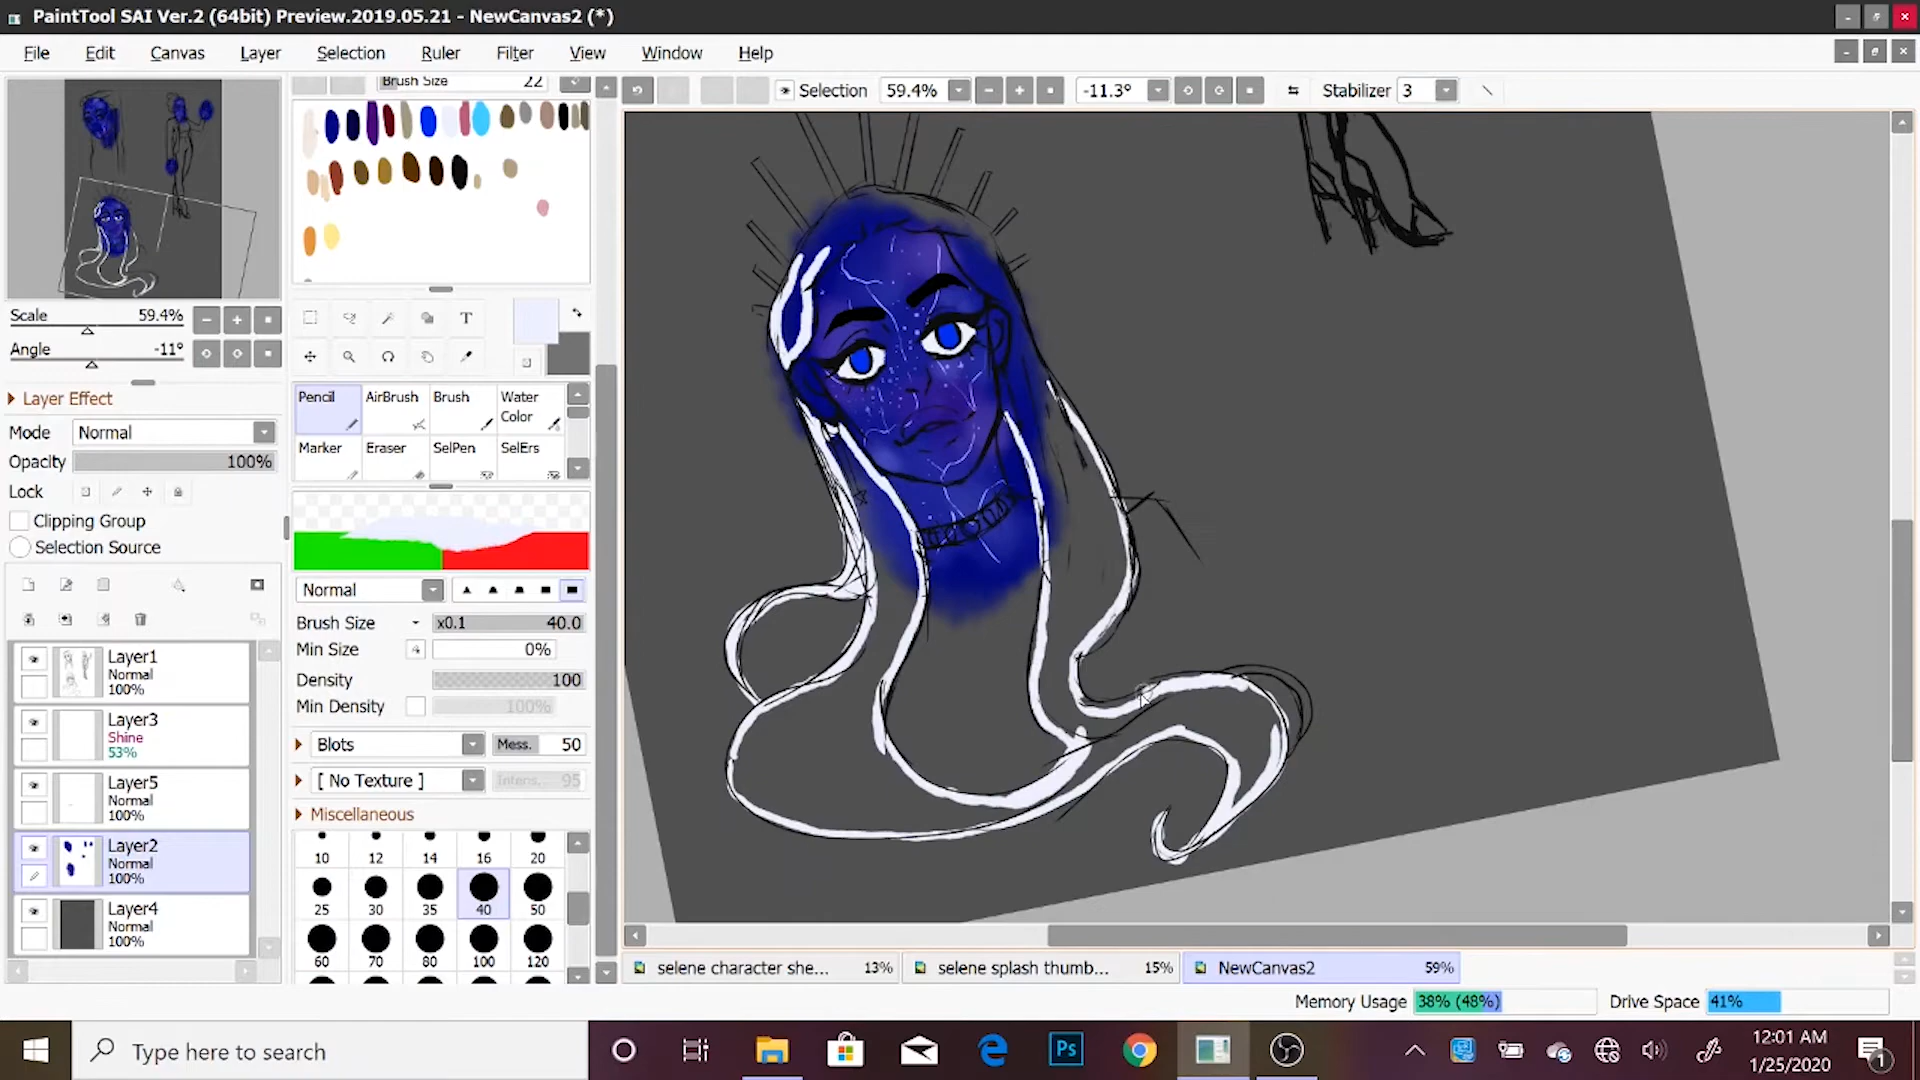 PaintTool SAI Ver.2 (64bit) Preview.2019.05.21 - NewCanvas2 (*)
File Edit Canvas Layer Selection Ruler Filter View Window Help
Brush Size 22
Selection 59.4% -11.3° Stabilizer 3
Scale 59.4%
Angle -11°
Layer Effect
Mode Normal
Opacity 100%
Lock
Clipping Group
Selection Source
Layer1
Normal
100%
Layer3
Shine
53%
Layer5
Normal
100%
Layer2
Normal
100%
Layer4
Normal
100%
T
Pencil AirBrush Brush Water Color
Marker Eraser SelPen SelErs
Normal
Brush Size x0.1 40.0
Min Size 0%
Density 100
Min Density 100%
Blots Mess. 50
[ No Texture ] Intens. 95
Miscellaneous
10 12 14 16 20
25 30 35 40 50
60 70 80 100 120
selene character she... 13% selene splash thumb... 15% NewCanvas2 59%
Memory Usage 38% (48%) Drive Space 41%
Type here to search
Ps
12:01 AM
1/25/2020
1